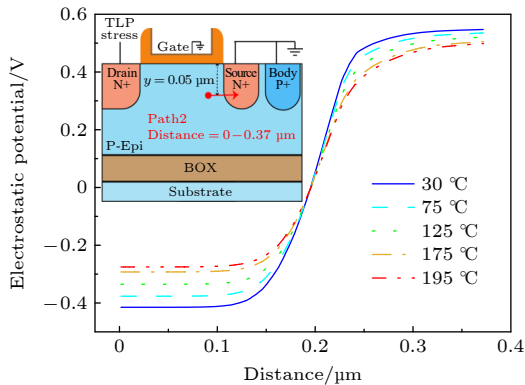 TLP
stress
Gate
Drain
N+
y = 0.05 μm
Source
N+
Body
P+
Path2
Distance = 0−0.37 μm
P-Epi
BOX
Substrate
Electrostatic potential/V
0.6
0.4
0.2
0
−0.2
−0.4
30 ℃
75 ℃
125 ℃
175 ℃
195 ℃
0
0.1
0.2
0.3
0.4
Distance/μm